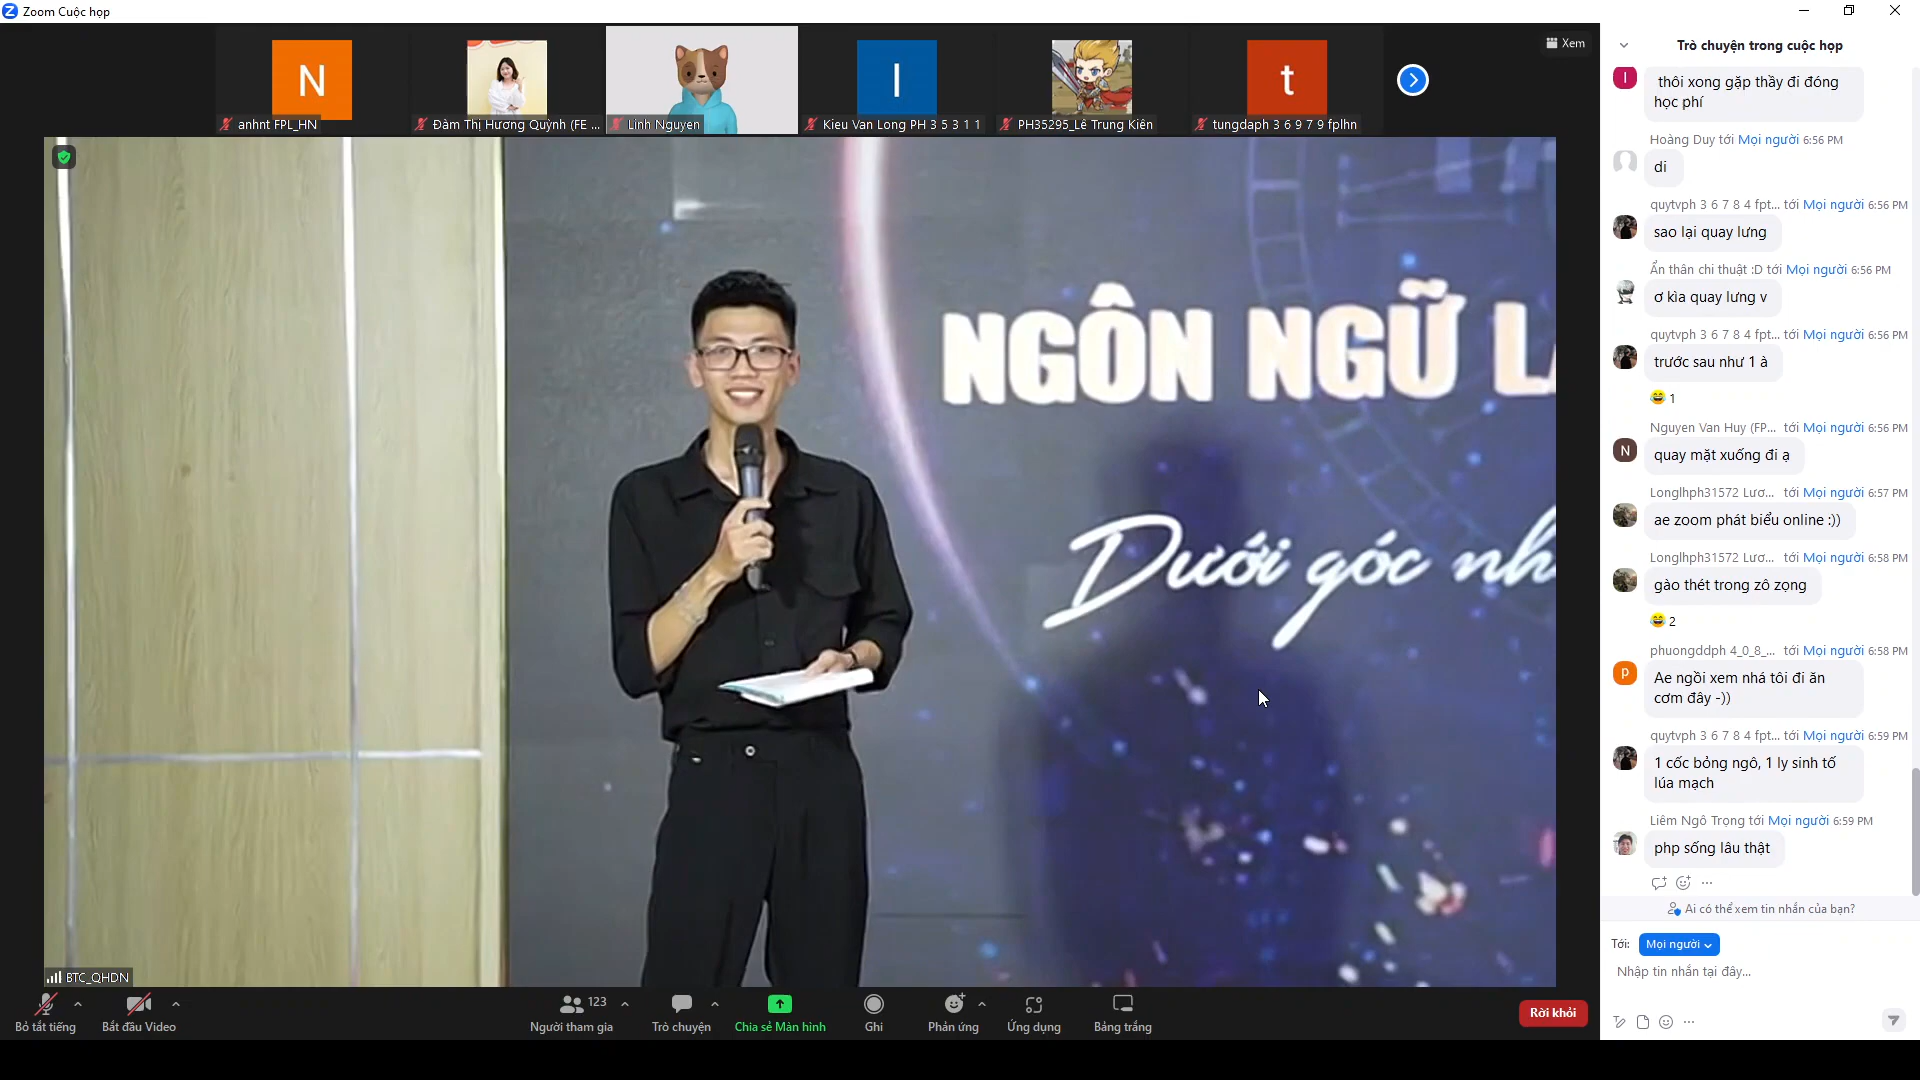 Zoom Cuộc họp
N
anhnt FPL_HN
Đàm Thị Hương Quỳnh (FE ...
Linh Nguyen
I
Kieu Van Long PH 3 5 3 1 1
PH35295_Lê Trung Kiên
t
tungdaph 3 6 9 7 9 fplhn
Xem
NGÔN NGỮ
Dưới góc
BTC_QHDN
Bỏ tắt tiếng
Bắt đầu Video
123
Người tham gia
Trò chuyện
Chia sẻ Màn hình
Ghi
Phản ứng
Ứng dụng
Bảng trắng
Rời khỏi
Trò chuyện trong cuộc họp
I
thôi xong gặp thầy đi đóng
học phí
Hoàng Duy tới Mọi người 6:56 PM
di
quytvph 3 6 7 8 4 fpt... tới Mọi người 6:56 PM
sao lại quay lưng
Ẩn thân chi thuật :D tới Mọi người 6:56 PM
ơ kìa quay lưng v
quytvph 3 6 7 8 4 fpt... tới Mọi người 6:56 PM
trước sau như 1 à
😂 1
Nguyen Van Huy (FP... tới Mọi người 6:56 PM
N
quay mặt xuống đi ạ
Longlhph31572 Lươ... tới Mọi người 6:57 PM
ae zoom phát biểu online :))
Longlhph31572 Lươ... tới Mọi người 6:58 PM
gào thét trong zô zọng
😂 2
phuongddph 4_0_8_... tới Mọi người 6:58 PM
p
Ae ngồi xem nhá tôi đi ăn
cơm đây -))
quytvph 3 6 7 8 4 fpt... tới Mọi người 6:59 PM
1 cốc bỏng ngô, 1 ly sinh tố
lúa mạch
Liêm Ngô Trọng tới Mọi người 6:59 PM
php sống lâu thật
Ai có thể xem tin nhắn của bạn?
Tới: Mọi người
Nhập tin nhắn tại đây...